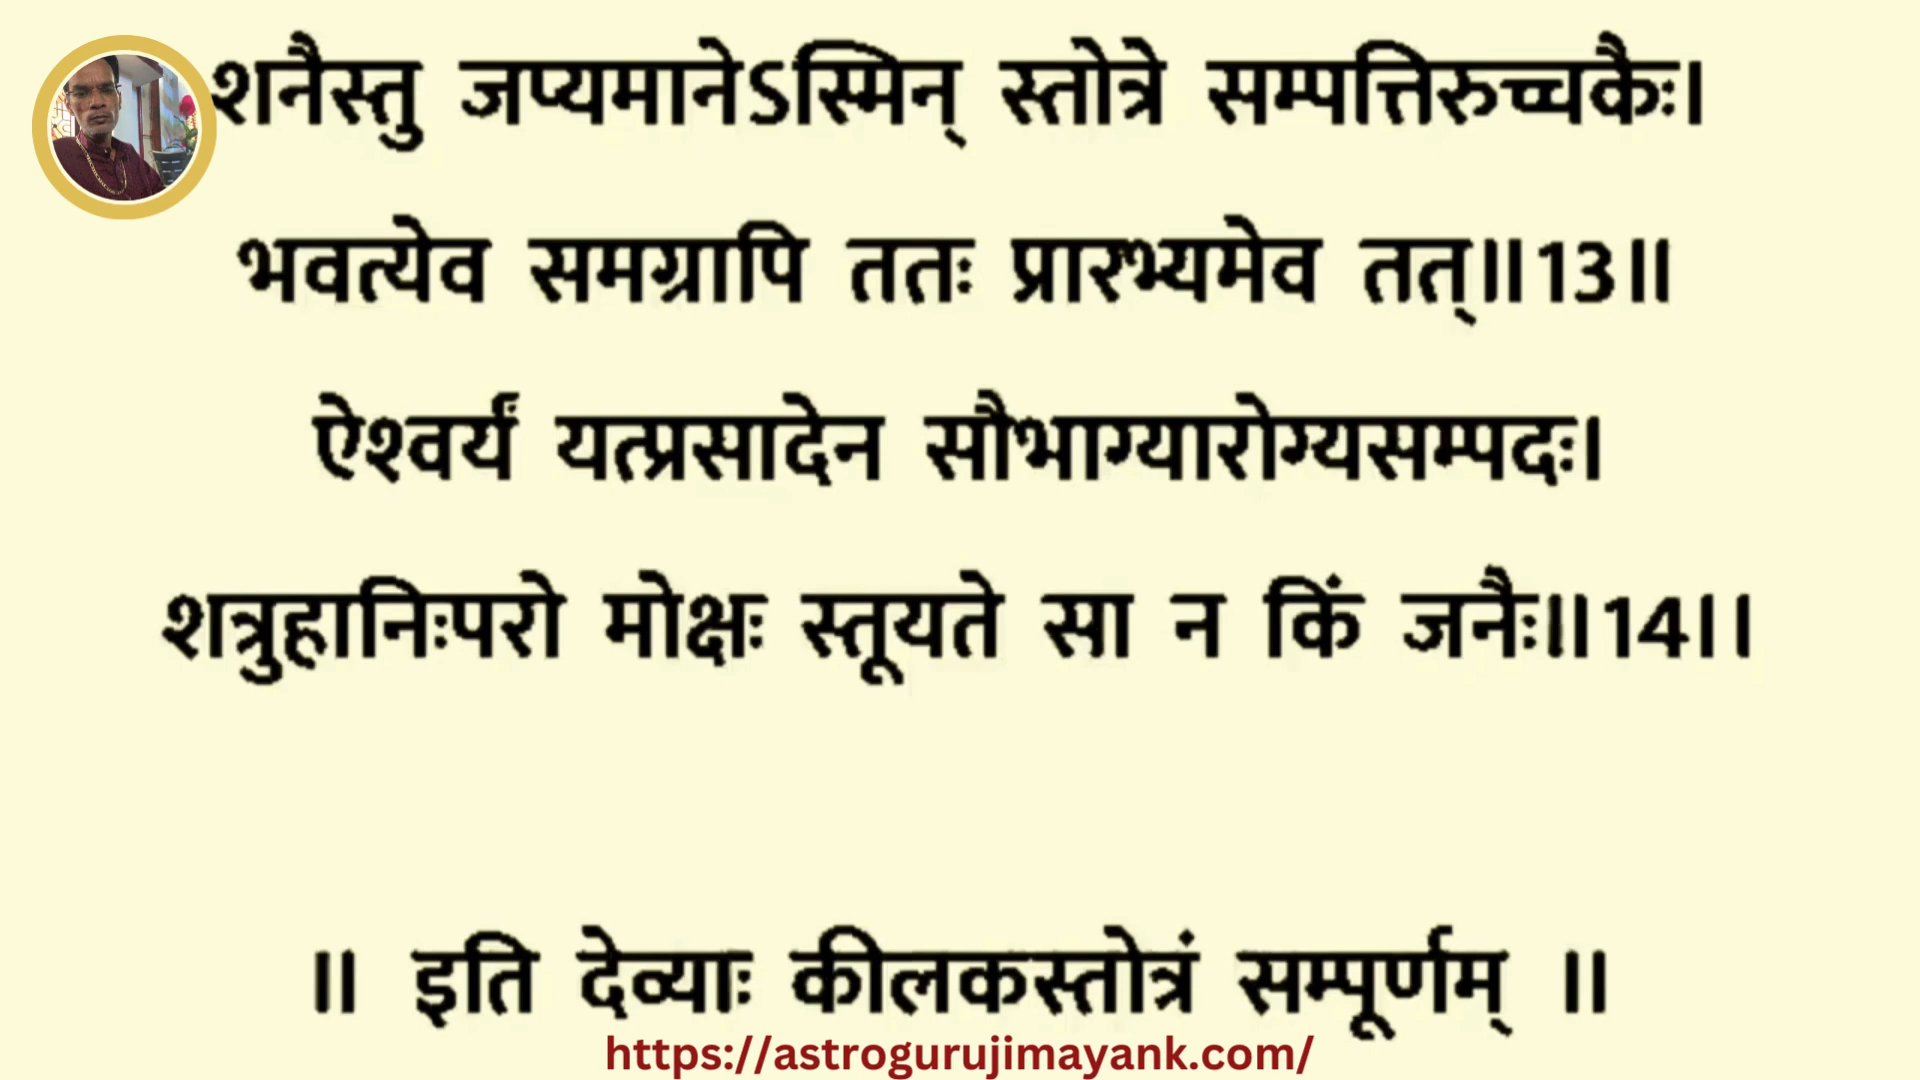 शनैस्तु जप्यमानेऽस्मिन् स्तोत्रे सम्पत्तिरुच्चकैः।
भवत्येव समग्रापि ततः प्रारभ्यमेव तत्॥13॥
ऐश्वर्यं यत्प्रसादेन सौभाग्यारोग्यसम्पदः।
शत्रुहानिःपरो मोक्षः स्तूयते सा न किं जनैः॥14।।
॥ इति देव्याः कीलकस्तोत्रं सम्पूर्णम् ॥
https://astrogurujimayank.com/